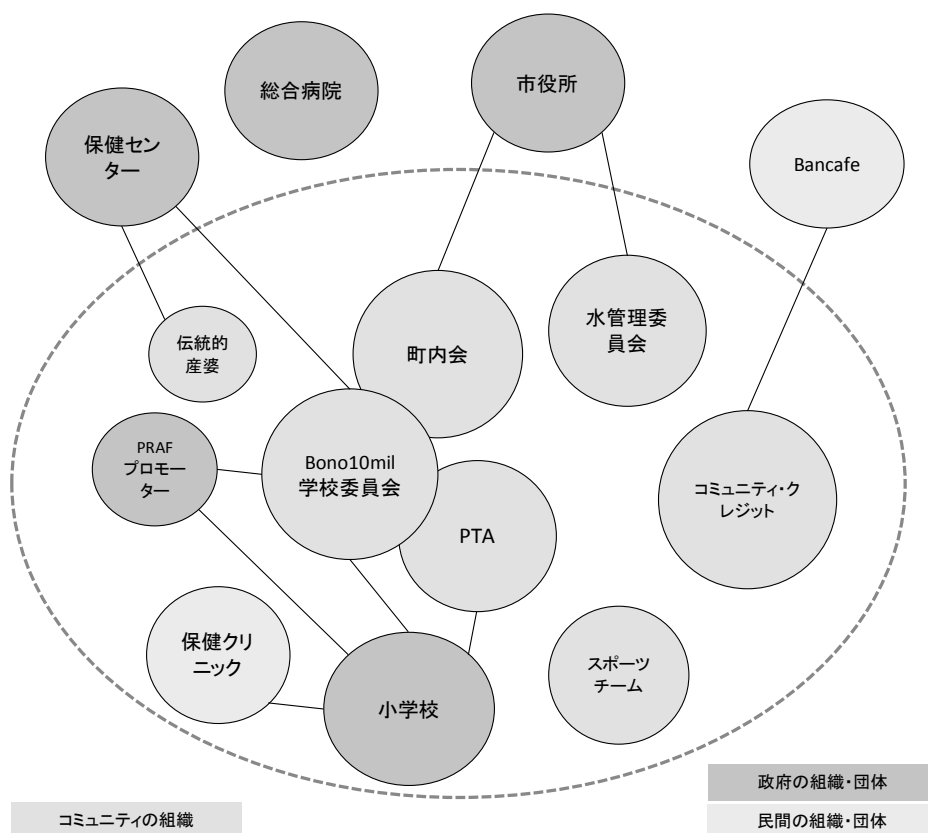 総合病院
市役所
保健セン
ター
Bancafe
伝統的
産婆
町内会
水管理委
員会
PRAF
プロモー
ター
Bono10mil
学校委員会
PTA
コミュニティ・ク
レジット
保健クリ
ニック
小学校
スポーツ
チーム
政府の組織・団体
コミュニティの組織
民間の組織・団体